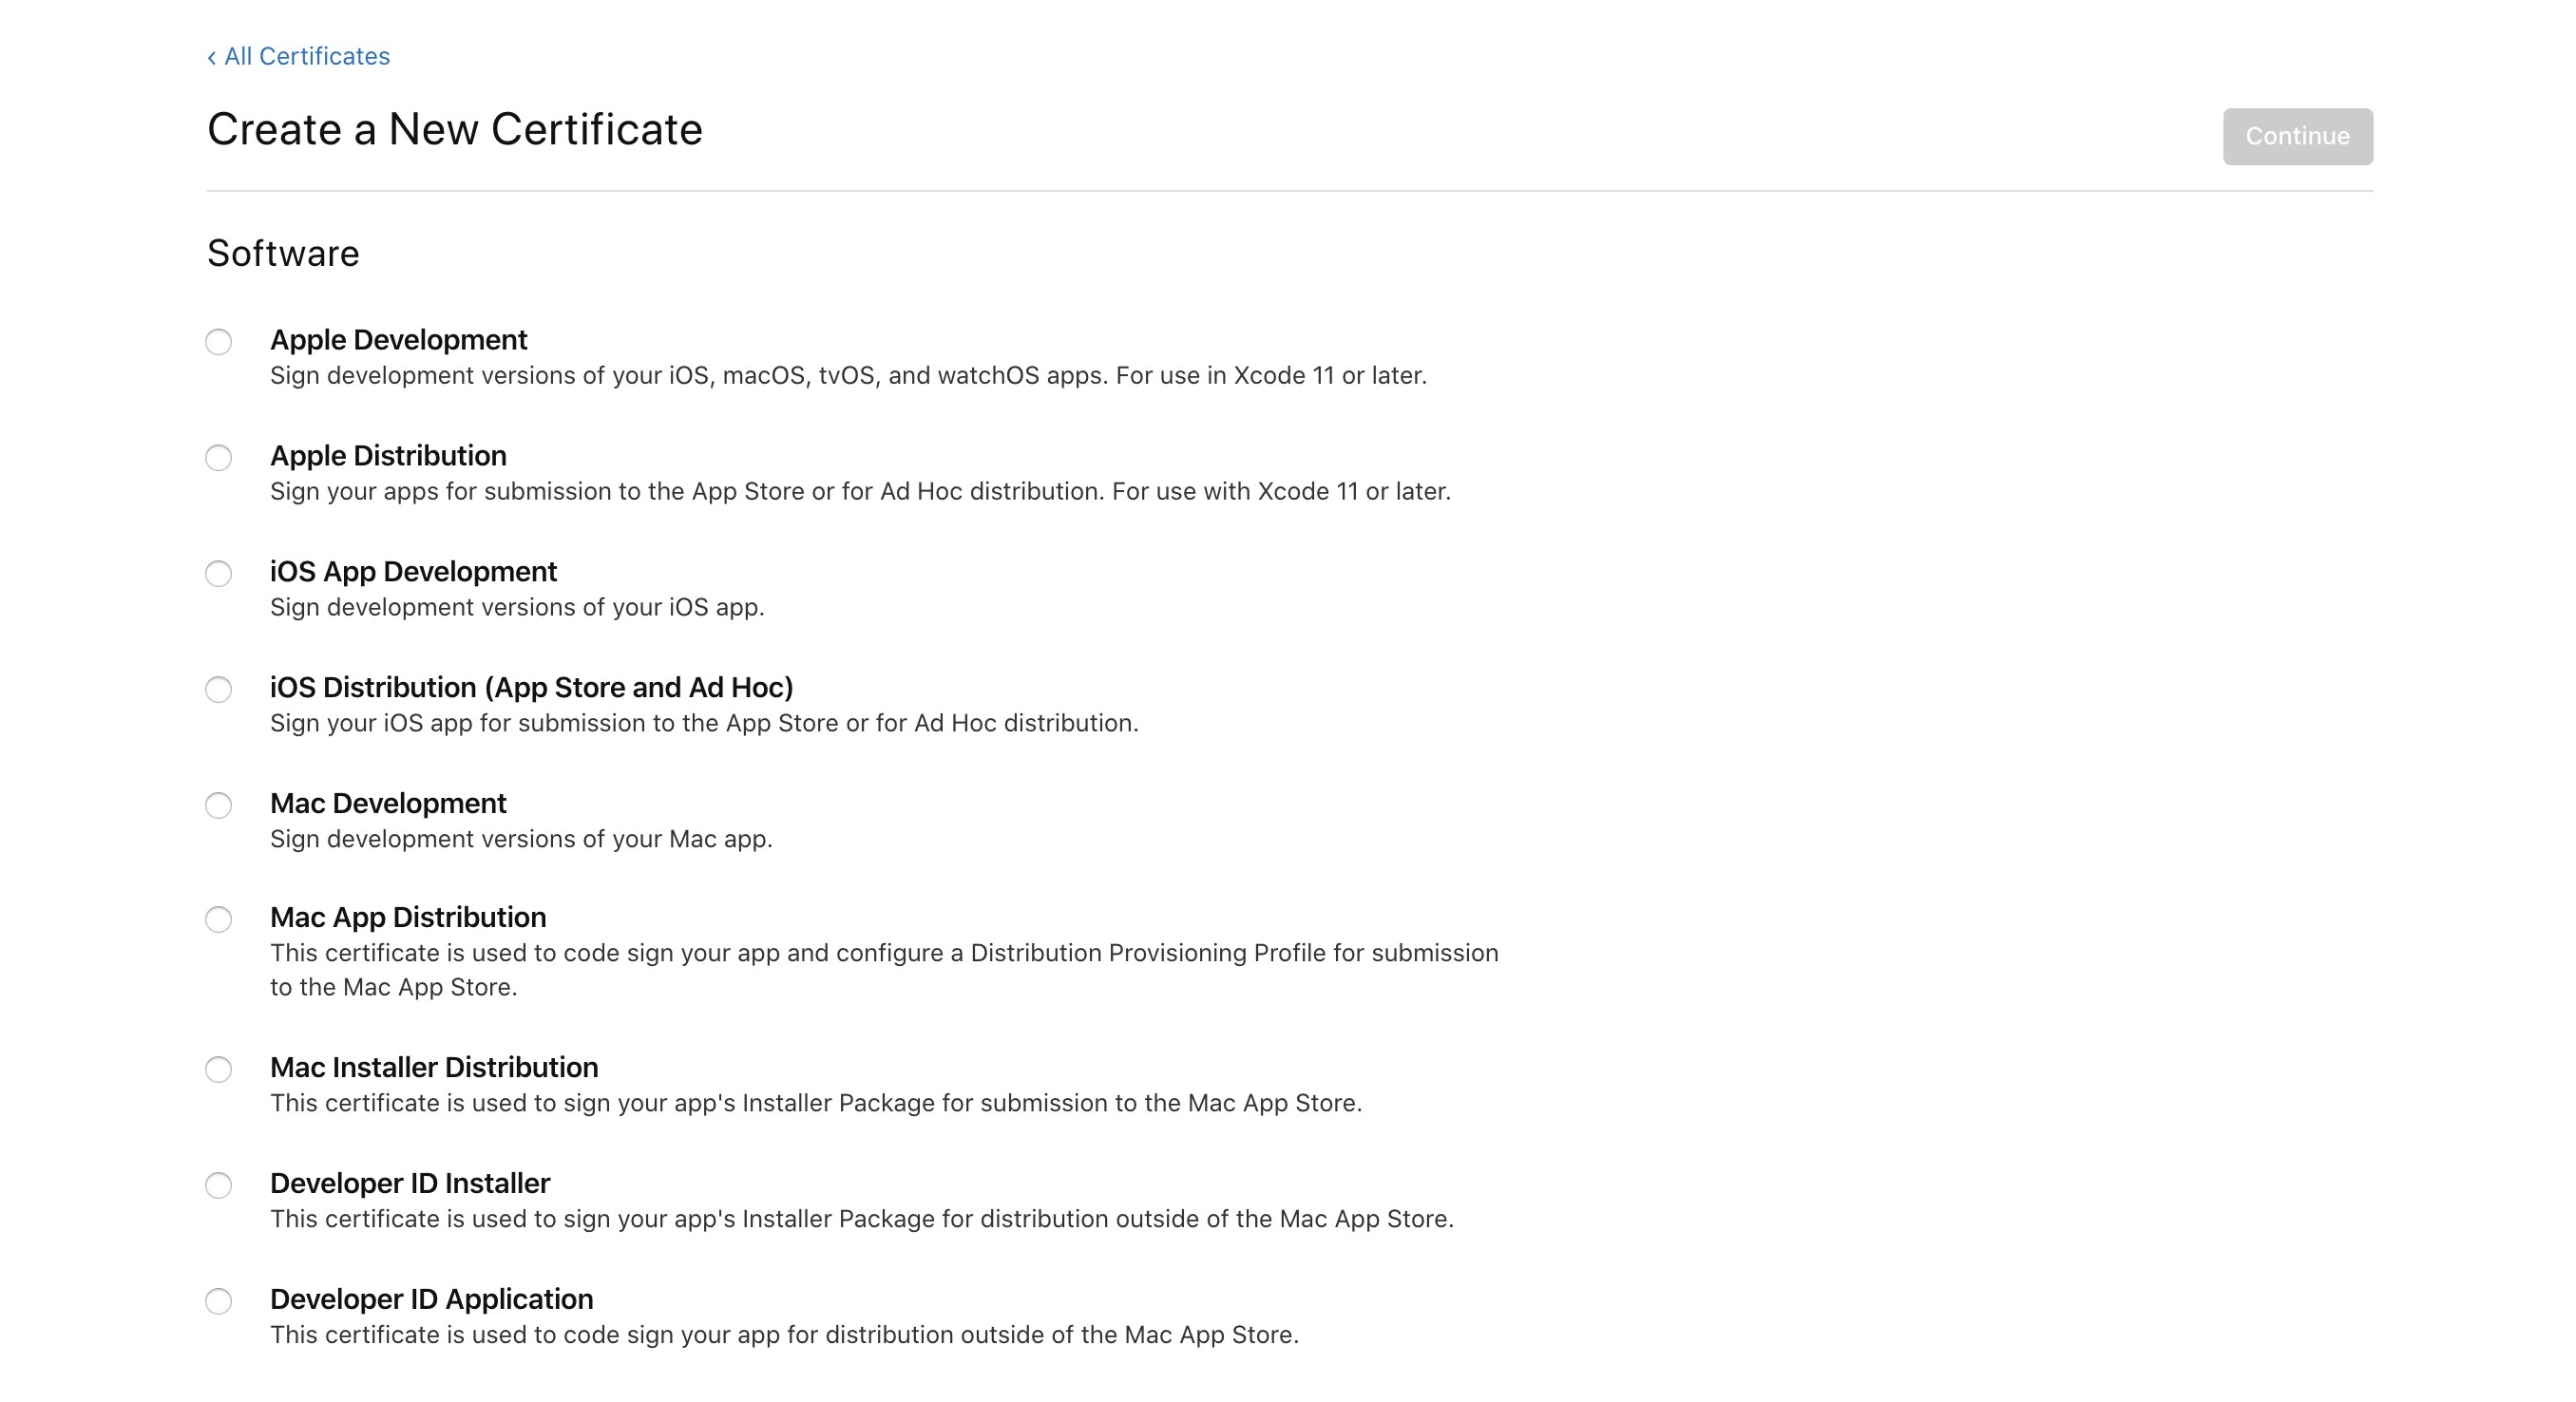 ‹ All Certificates
Create a New Certificate
Continue
Software
Apple Development
Sign development versions of your iOS, macOS, tvOS, and watchOS apps. For use in Xcode 11 or later.
Apple Distribution
Sign your apps for submission to the App Store or for Ad Hoc distribution. For use with Xcode 11 or later.
iOS App Development
Sign development versions of your iOS app.
iOS Distribution (App Store and Ad Hoc)
Sign your iOS app for submission to the App Store or for Ad Hoc distribution.
Mac Development
Sign development versions of your Mac app.
Mac App Distribution
This certificate is used to code sign your app and configure a Distribution Provisioning Profile for submission
to the Mac App Store.
Mac Installer Distribution
This certificate is used to sign your app's Installer Package for submission to the Mac App Store.
Developer ID Installer
This certificate is used to sign your app's Installer Package for distribution outside of the Mac App Store.
Developer ID Application
This certificate is used to code sign your app for distribution outside of the Mac App Store.